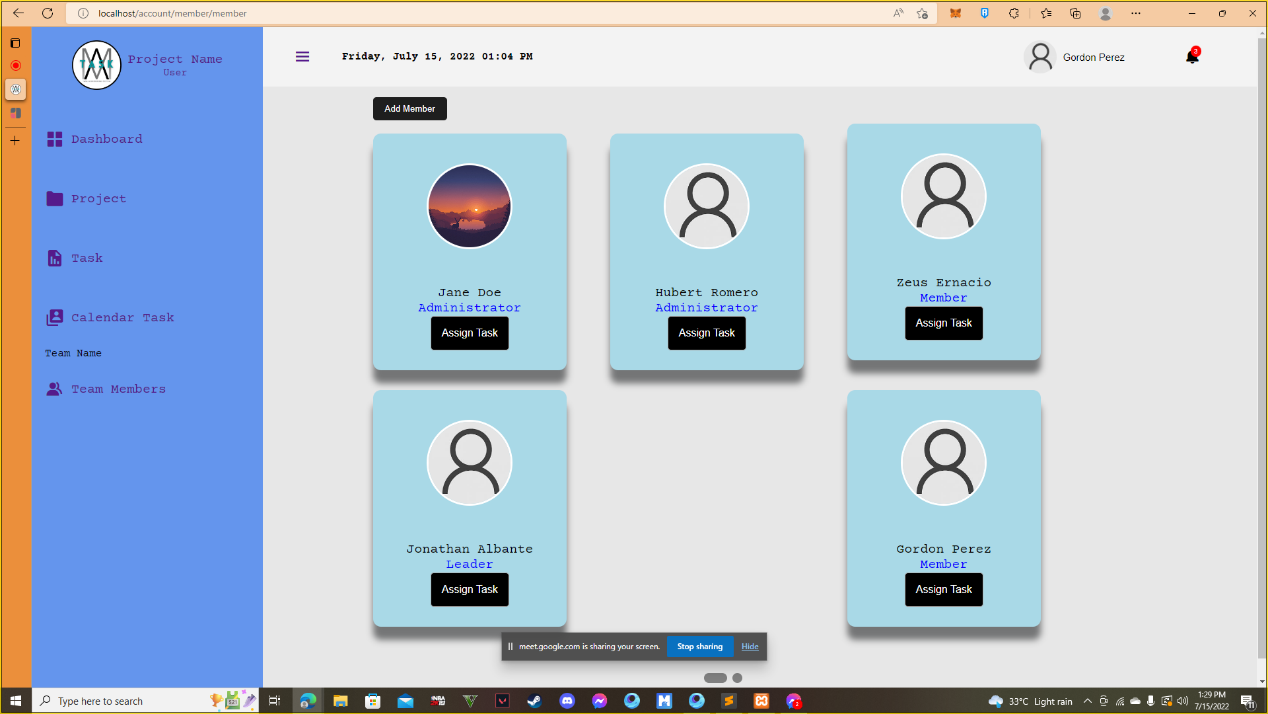 localhost/account/member/member
Project Name
User
Friday, July 15, 2022 01:04 PM
Gordon Perez
3
Dashboard
Project
Task
Calendar Task
Team Name
Team Members
Add Member
Jane Doe
Administrator
Assign Task
Hubert Romero
Administrator
Assign Task
Zeus Ernacio
Member
Assign Task
Jonathan Albante
Leader
Assign Task
Gordon Perez
Member
Assign Task
meet.google.com is sharing your screen.
Stop sharing
Hide
Type here to search
33°C Light rain
1:29 PM
7/15/2022